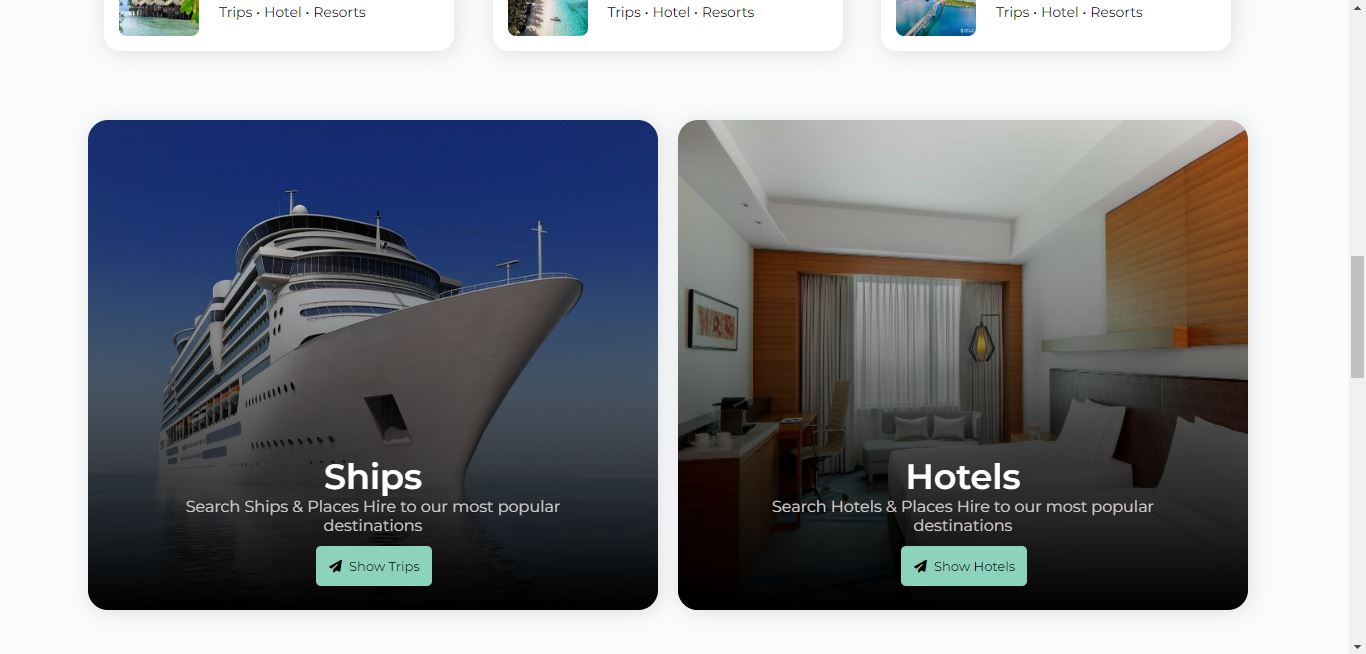 Trips • Hotel • Resorts
Trips • Hotel • Resorts
Trips • Hotel • Resorts
Ships
Search Ships & Places Hire to our most popular
destinations
Show Trips
Hotels
Search Hotels & Places Hire to our most popular
destinations
Show Hotels